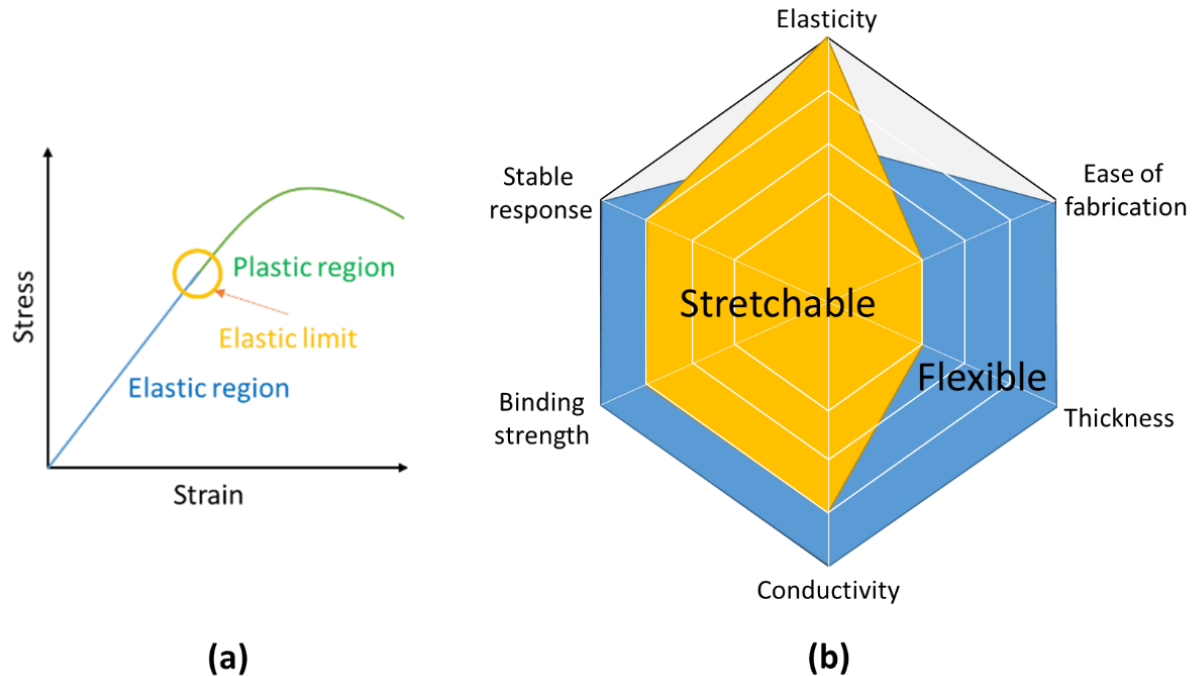 Stress
Plastic region
Elastic limit
Elastic region
Strain
(a)
Elasticity
Stable
response
Ease of
fabrication
Stretchable
Flexible
Binding
strength
Thickness
Conductivity
(b)